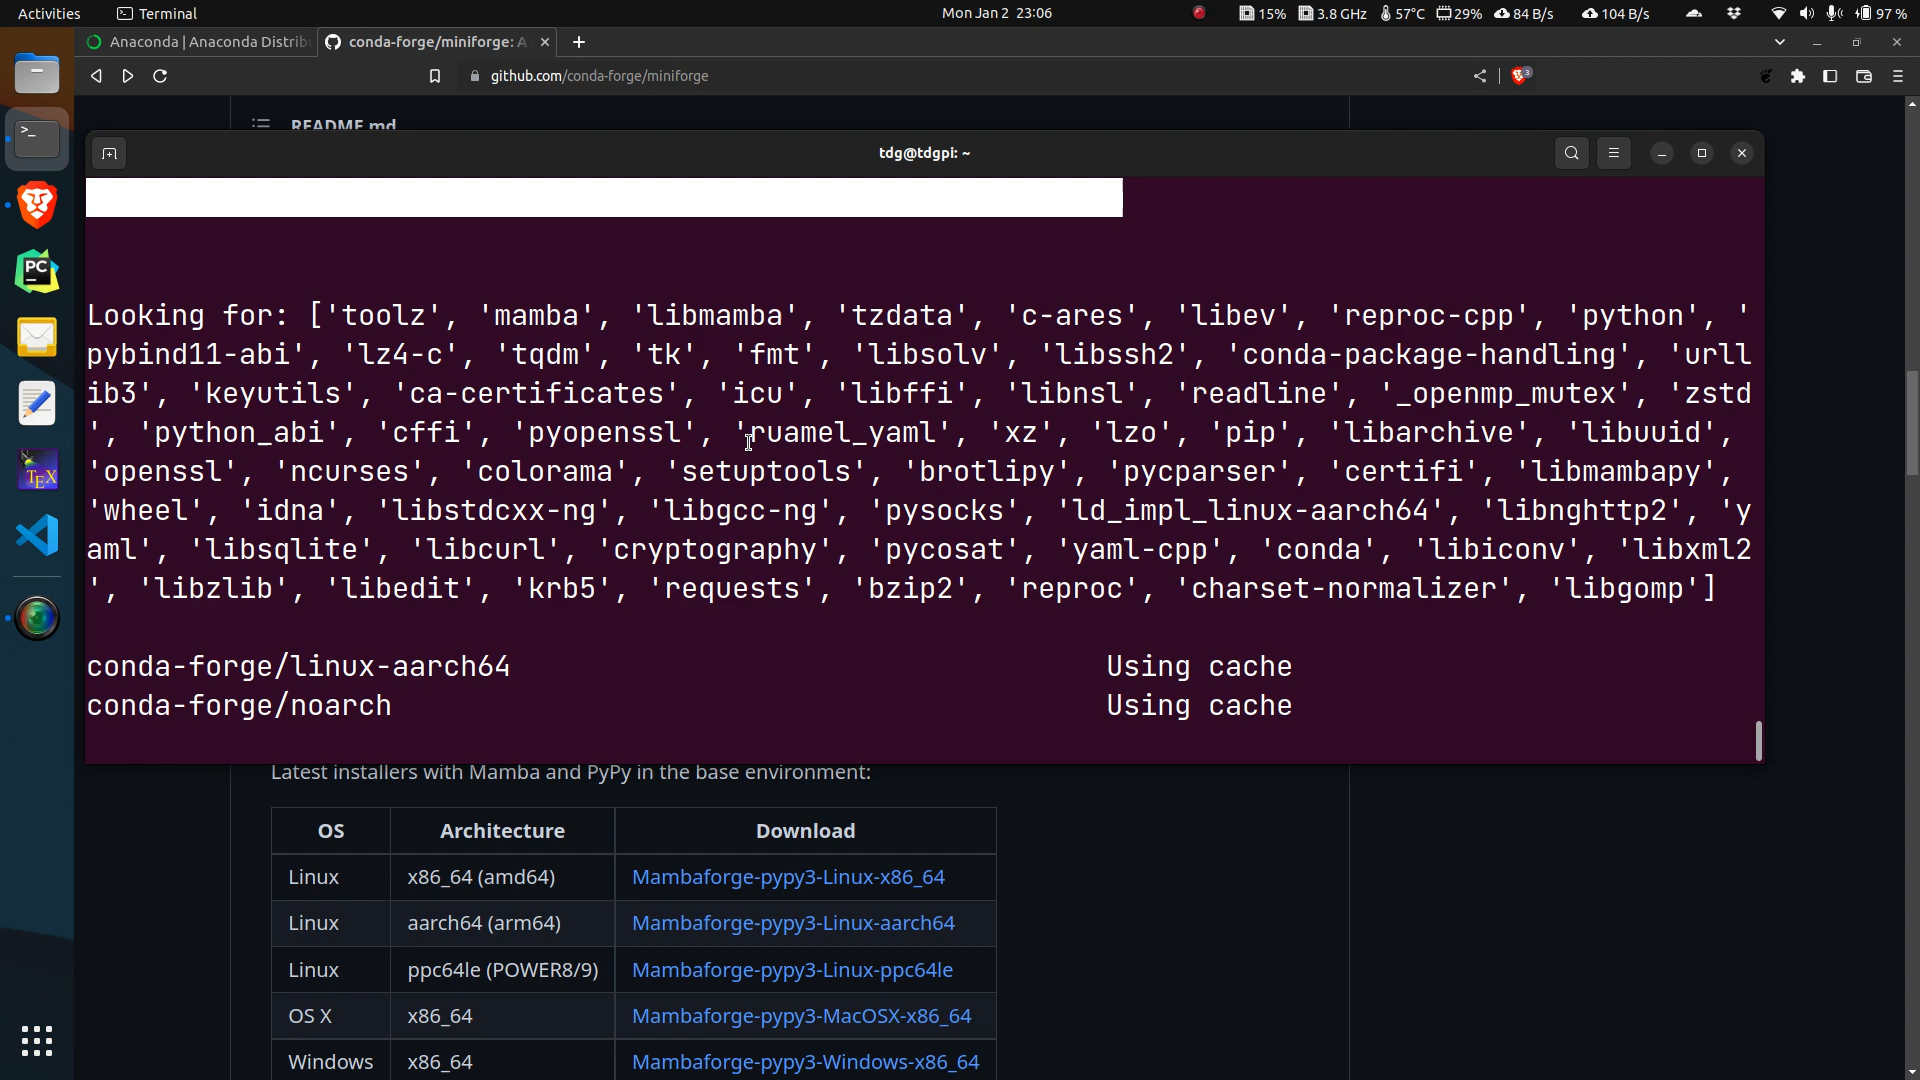 Activities
Terminal
Mon Jan 2 23:06
15%
3.8 GHz
57°C
29%
84 B/s
104 B/s
97 %
Anaconda | Anaconda Distrib
conda-forge/miniforge: A
github.com/conda-forge/miniforge
3
README.md
tdg@tdgpi: ~
Looking for: ['toolz', 'mamba', 'libmamba', 'tzdata', 'c-ares', 'libev', 'reproc-cpp', 'python', '
pybind11-abi', 'lz4-c', 'tqdm', 'tk', 'fmt', 'libsolv', 'libssh2', 'conda-package-handling', 'urll
ib3', 'keyutils', 'ca-certificates', 'icu', 'libffi', 'libnsl', 'readline', '_openmp_mutex', 'zstd
', 'python_abi', 'cffi', 'pyopenssl', 'ruamel_yaml', 'xz', 'lzo', 'pip', 'libarchive', 'libuuid',
'openssl', 'ncurses', 'colorama', 'setuptools', 'brotlipy', 'pycparser', 'certifi', 'libmambapy',
'wheel', 'idna', 'libstdcxx-ng', 'libgcc-ng', 'pysocks', 'ld_impl_linux-aarch64', 'libnghttp2', 'y
aml', 'libsqlite', 'libcurl', 'cryptography', 'pycosat', 'yaml-cpp', 'conda', 'libiconv', 'libxml2
', 'libzlib', 'libedit', 'krb5', 'requests', 'bzip2', 'reproc', 'charset-normalizer', 'libgomp']
conda-forge/linux-aarch64 Using cache
conda-forge/noarch Using cache
Latest installers with Mamba and PyPy in the base environment:
OS Architecture Download
Linux x86_64 (amd64) Mambaforge-pypy3-Linux-x86_64
Linux aarch64 (arm64) Mambaforge-pypy3-Linux-aarch64
Linux ppc64le (POWER8/9) Mambaforge-pypy3-Linux-ppc64le
OS X x86_64 Mambaforge-pypy3-MacOSX-x86_64
Windows x86_64 Mambaforge-pypy3-Windows-x86_64
>_
PC
TEX